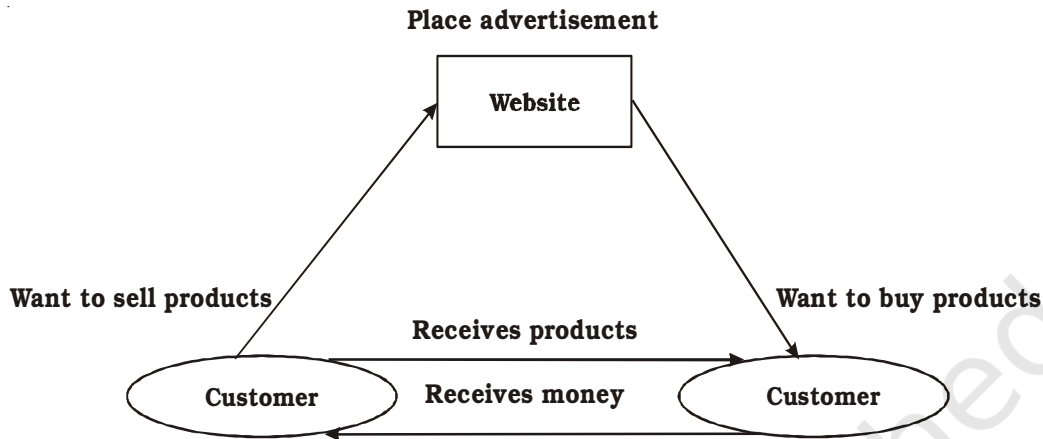 Place advertisement
Website
Want to sell products
Want to buy products
Receives products
Customer
Receives money
Customer